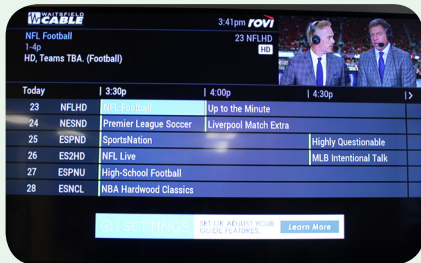 WAITSFIELD
CABLE
3:41pm rovi
NFL Football
23 NFLHD
1-4p
HD
HD, Teams TBA. (Football)
Today 3:30p 4:00p 4:30p
23 NFLHD NFL Football Up to the Minute
24 NESND Premier League Soccer Liverpool Match Extra
25 ESPND SportsNation Highly Questionable
26 ES2HD NFL Live MLB Intentional Talk
27 ESPNU High-School Football
28 ESNCL NBA Hardwood Classics
SETTINGS SET OR ADJUST YOUR
GUIDE FEATURES. Learn More